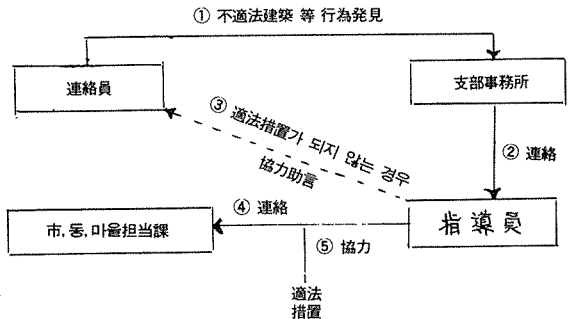 ① 不適法建築 等 行為発見
連絡員
支部事務所
③ 適法措置가 되지 않는 경우
協力助言
② 連絡
④ 連絡
指導員
市, 동, 마을担当課
⑤ 協力
適法
措置